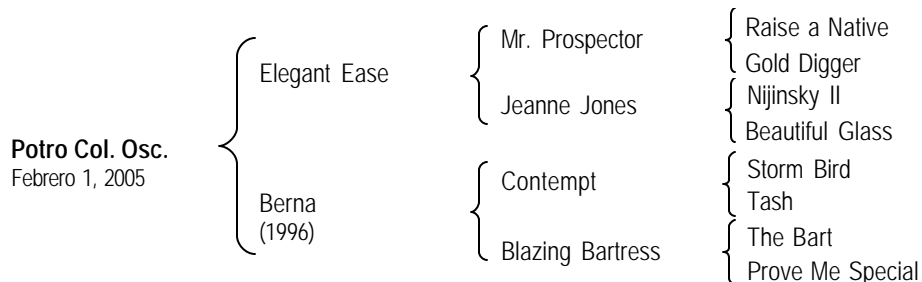 Raise a Native
Mr. Prospector
Gold Digger
Elegant Ease
Nijinsky II
Jeanne Jones
Beautiful Glass
Potro Col. Osc.
Febrero 1, 2005
Storm Bird
Contempt
Tash
Berna
(1996)
The Bart
Blazing Bartress
Prove Me Special